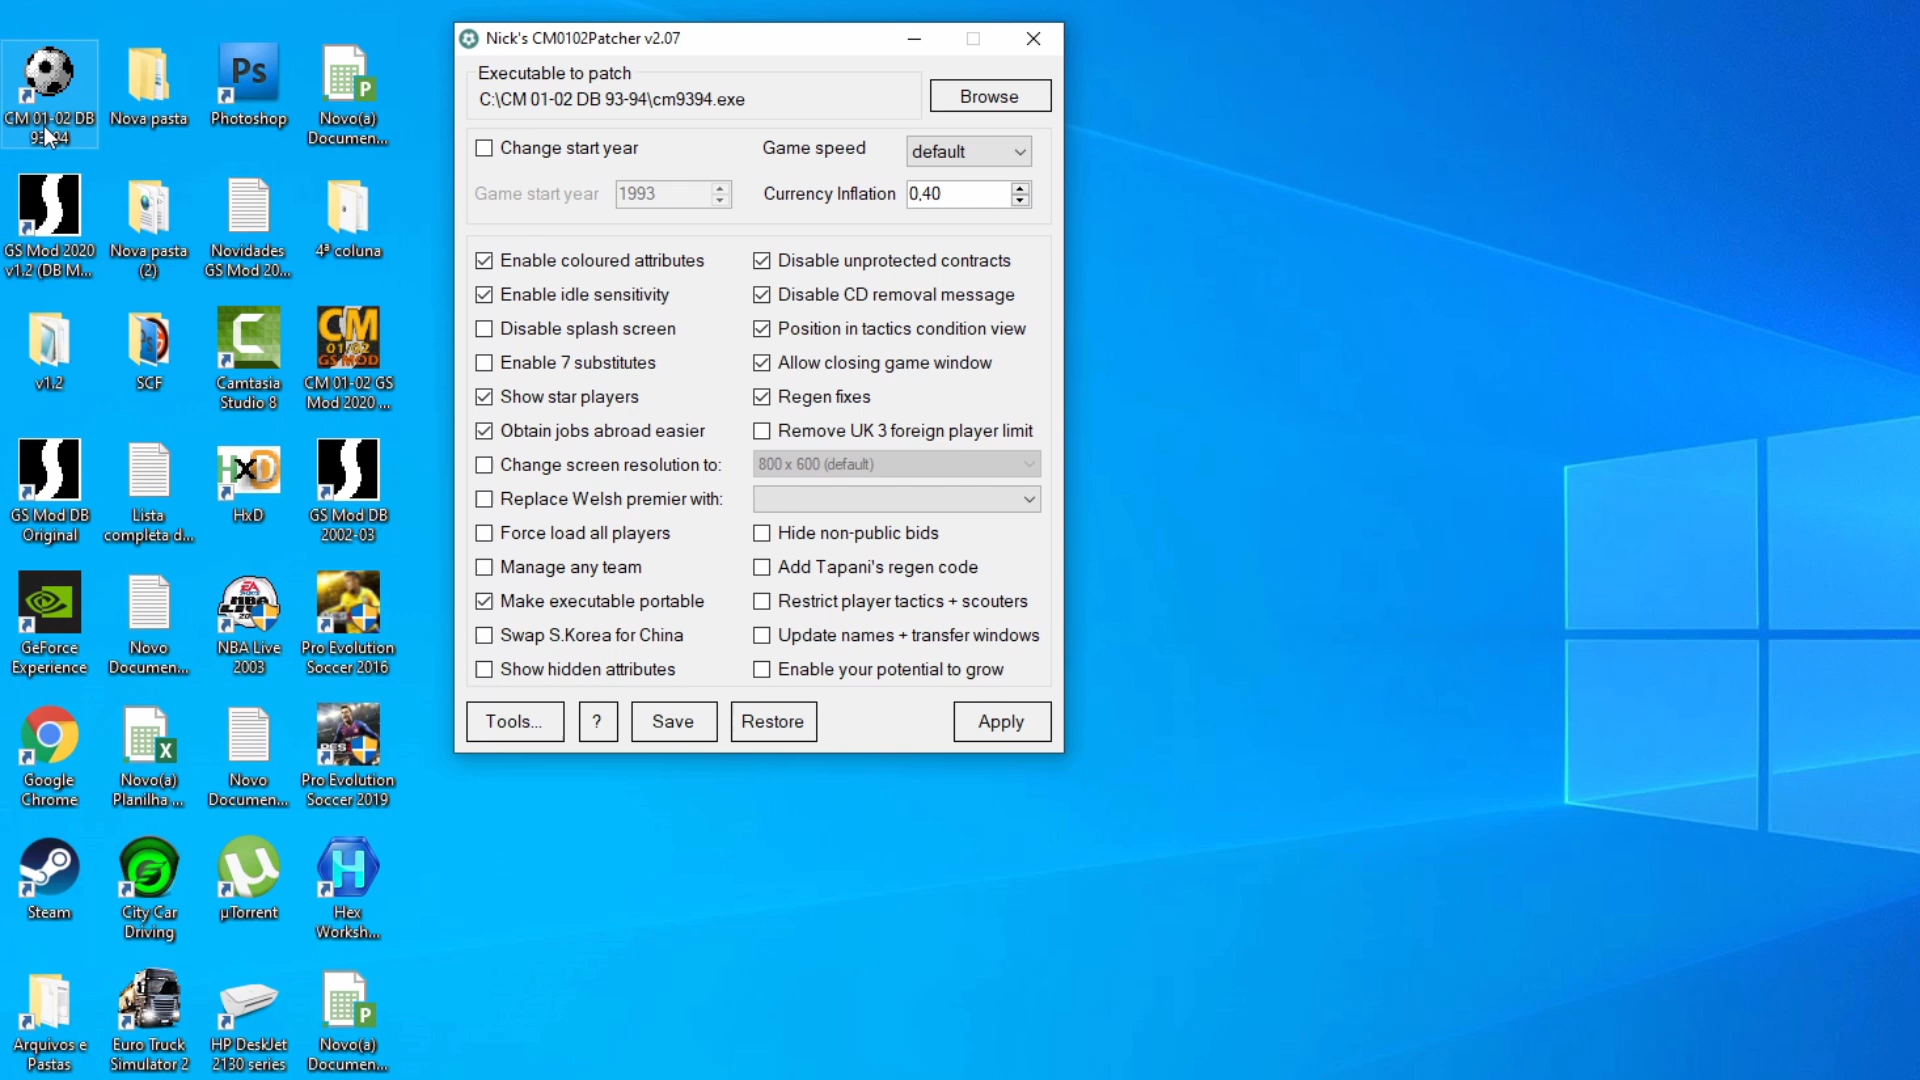 CM 01-02 DB
93-94
Nova pasta
Photoshop
Novo(a)
Documen...
GS Mod 2020
v1.2 (DB M...
Nova pasta
(2)
Novidades
GS Mod 20...
4ª coluna
v1.2
SCF
Camtasia
Studio 8
CM
01-02
GS MOD
CM 01-02 GS
Mod 2020 ...
GS Mod DB
Original
Lista
completa d...
HxD
HxD
GS Mod DB
2002-03
GeForce
Experience
Novo
Documen...
NBA Live
2003
Pro Evolution
Soccer 2016
Google
Chrome
Novo(a)
Planilha ...
Novo
Documen...
Pro Evolution
Soccer 2019
Steam
City Car
Driving
µTorrent
Hex
Worksh...
Arquivos e
Pastas
Euro Truck
Simulator 2
HP DeskJet
2130 series
Novo(a)
Documen...
Nick's CM0102Patcher v2.07
Executable to patch
C:\CM 01-02 DB 93-94\cm9394.exe
Browse
Change start year
Game speed
default
Game start year
1993
Currency Inflation
0,40
Enable coloured attributes
Disable unprotected contracts
Enable idle sensitivity
Disable CD removal message
Disable splash screen
Position in tactics condition view
Enable 7 substitutes
Allow closing game window
Show star players
Regen fixes
Obtain jobs abroad easier
Remove UK 3 foreign player limit
Change screen resolution to:
800 x 600 (default)
Replace Welsh premier with:
Force load all players
Hide non-public bids
Manage any team
Add Tapani's regen code
Make executable portable
Restrict player tactics + scouters
Swap S.Korea for China
Update names + transfer windows
Show hidden attributes
Enable your potential to grow
Tools...
?
Save
Restore
Apply